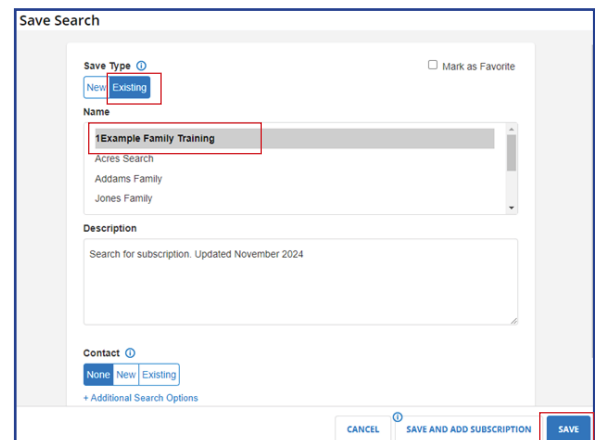 Save Search
Save Type
Mark as Favorite
New Existing
Name
1Example Family Training
Acres Search
Addams Family
Jones Family
Description
Search for subscription. Updated November 2024
Contact
None New Existing
+ Additional Search Options
CANCEL SAVE AND ADD SUBSCRIPTION SAVE